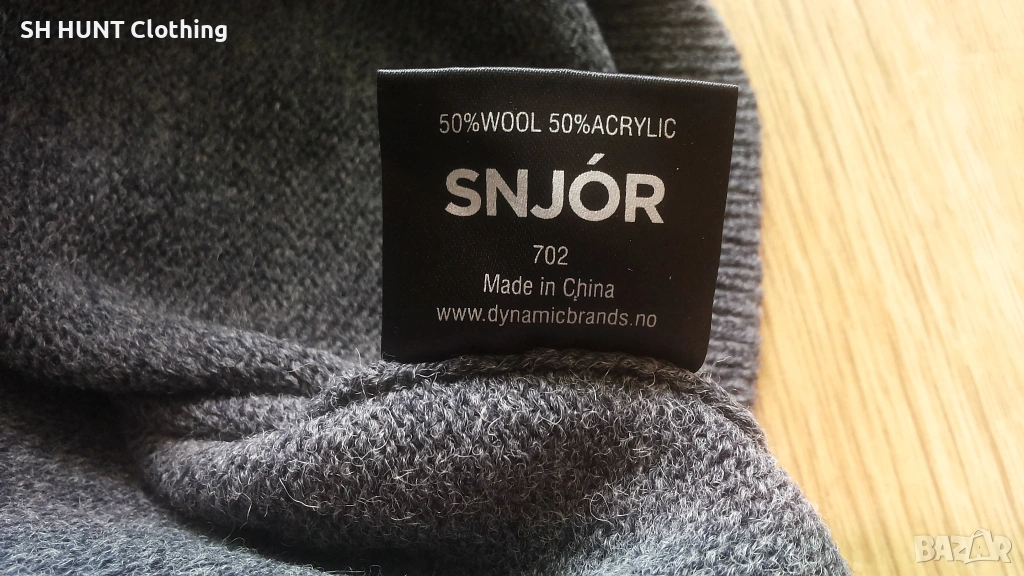 SH HUNT Clothing
50%WOOL 50%ACRYLIC
SNJÓR
702
Made in China
www.dynamicbrands.no
BAZAR